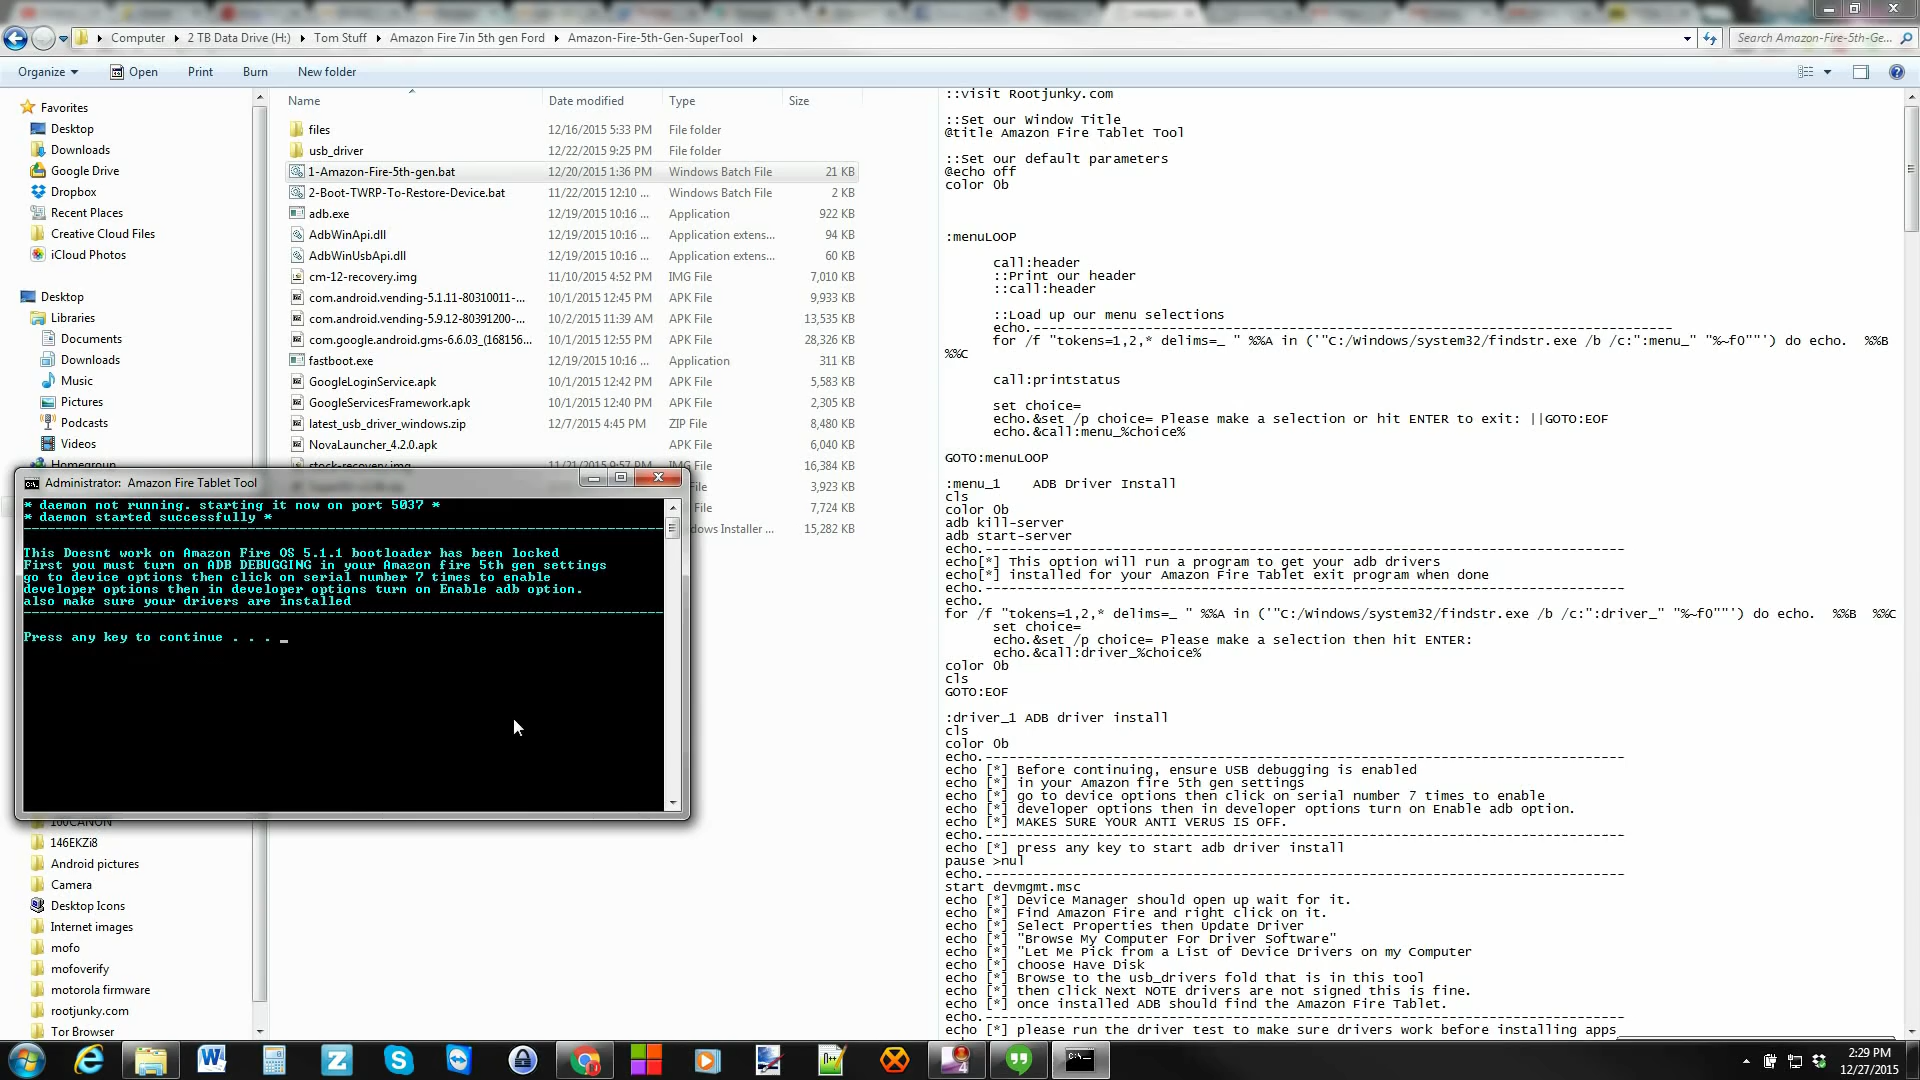 Computer
2 TB Data Drive (H:)
Tom Stuff
Amazon Fire 7in 5th gen Ford
Amazon-Fire-5th-Gen-SuperTool
Search Amazon-Fire-5th-Ge...
Organize
Open
Print
Burn
New folder
Favorites
Desktop
Downloads
Google Drive
Dropbox
Recent Places
Creative Cloud Files
iCloud Photos
Desktop
Libraries
Documents
Downloads
Music
Pictures
Podcasts
Videos
Homegroup
100CANON
146EKZi8
Android pictures
Camera
Desktop Icons
Internet images
mofo
mofoverify
motorola firmware
rootjunky.com
Tor Browser
Name Date modified Type Size
files 12/16/2015 5:33 PM File folder
usb_driver 12/22/2015 9:25 PM File folder
1-Amazon-Fire-5th-gen.bat 12/20/2015 1:36 PM Windows Batch File 21 KB
2-Boot-TWRP-To-Restore-Device.bat 11/22/2015 12:10 ... Windows Batch File 2 KB
adb.exe 12/19/2015 10:16 ... Application 922 KB
AdbWinApi.dll 12/19/2015 10:16 ... Application extens... 94 KB
AdbWinUsbApi.dll 12/19/2015 10:16 ... Application extens... 60 KB
cm-12-recovery.img 11/10/2015 4:52 PM IMG File 7,010 KB
com.android.vending-5.1.11-80310011-... 10/1/2015 12:45 PM APK File 9,933 KB
com.android.vending-5.9.12-80391200-... 10/2/2015 11:39 AM APK File 13,535 KB
com.google.android.gms-6.6.03_(168156... 10/1/2015 12:55 PM APK File 28,326 KB
fastboot.exe 12/19/2015 10:16 ... Application 311 KB
GoogleLoginService.apk 10/1/2015 12:42 PM APK File 5,583 KB
GoogleServicesFramework.apk 10/1/2015 12:40 PM APK File 2,305 KB
latest_usb_driver_windows.zip 12/7/2015 4:45 PM ZIP File 8,480 KB
NovaLauncher_4.2.0.apk APK File 6,040 KB
stock-recovery.img 11/21/2015 9:57 PM IMG File 16,384 KB
File 3,923 KB
File 7,724 KB
dows Installer ... 15,282 KB
Administrator: Amazon Fire Tablet Tool
* daemon not running. starting it now on port 5037 *
* daemon started successfully *
--------------------------------------------------------------------------------
This Doesnt work on Amazon Fire OS 5.1.1 bootloader has been locked
First you must turn on ADB DEBUGGING in your Amazon fire 5th gen settings
go to device options then click on serial number 7 times to enable
developer options then in developer options turn on Enable adb option.
also make sure your drivers are installed
--------------------------------------------------------------------------------
Press any key to continue . . . _
::visit Rootjunky.com
::Set our Window Title
@title Amazon Fire Tablet Tool
::Set our default parameters
@echo off
color 0b
:menuLOOP
call:header
::Print our header
::call:header
::Load up our menu selections
echo.--------------------------------------------------------------------------------
for /f "tokens=1,2,* delims=_ " %%A in ('"C:/Windows/system32/findstr.exe /b /c:":menu_" "%~f0""') do echo.  %%B
%%C
call:printstatus
set choice=
echo.&set /p choice= Please make a selection or hit ENTER to exit: ||GOTO:EOF
echo.&call:menu_%choice%
GOTO:menuLOOP
:menu_1    ADB Driver Install
cls
color 0b
adb kill-server
adb start-server
echo.--------------------------------------------------------------------------------
echo[*] This option will run a program to get your adb drivers
echo[*] installed for your Amazon Fire Tablet exit program when done
echo.--------------------------------------------------------------------------------
echo.
for /f "tokens=1,2,* delims=_ " %%A in ('"C:/Windows/system32/findstr.exe /b /c:":driver_" "%~f0""') do echo.  %%B  %%C
set choice=
echo.&set /p choice= Please make a selection then hit ENTER:
echo.&call:driver_%choice%
color 0b
cls
GOTO:EOF
:driver_1 ADB driver install
cls
color 0b
echo.--------------------------------------------------------------------------------
echo [*] Before continuing, ensure USB debugging is enabled
echo [*] in your Amazon fire 5th gen settings
echo [*] go to device options then click on serial number 7 times to enable
echo [*] developer options then in developer options turn on Enable adb option.
echo [*] MAKES SURE YOUR ANTI VERUS IS OFF.
echo.--------------------------------------------------------------------------------
echo [*] press any key to start adb driver install
pause >nul
echo.--------------------------------------------------------------------------------
start devmgmt.msc
echo [*] Device Manager should open up wait for it.
echo [*] Find Amazon Fire and right click on it.
echo [*] Select Properties then Update Driver
echo [*] "Browse My Computer For Driver Software"
echo [*] "Let Me Pick from a List of Device Drivers on my Computer
echo [*] choose Have Disk
echo [*] Browse to the usb_drivers fold that is in this tool
echo [*] then click Next NOTE drivers are not signed this is fine.
echo [*] once installed ADB should find the Amazon Fire Tablet.
echo.--------------------------------------------------------------------------------
echo [*] please run the driver test to make sure drivers work before installing apps
2:29 PM
12/27/2015